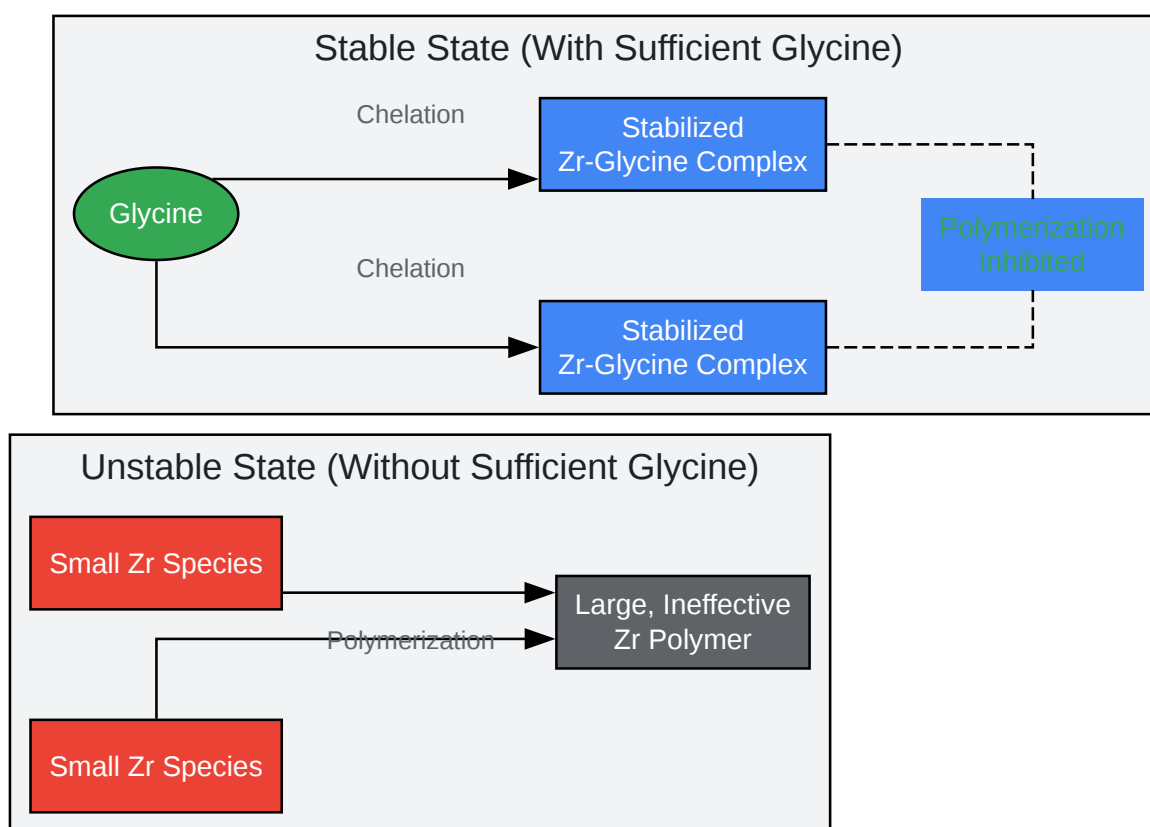 Stable State (With Sufficient Glycine)
Chelation
Stabilized
Zr-Glycine Complex
Glycine
Polymerization
Inhibited
Chelation
Stabilized
Zr-Glycine Complex
Unstable State (Without Sufficient Glycine)
Small Zr Species
Large, Ineffective
Zr Polymer
Polymerization
Small Zr Species